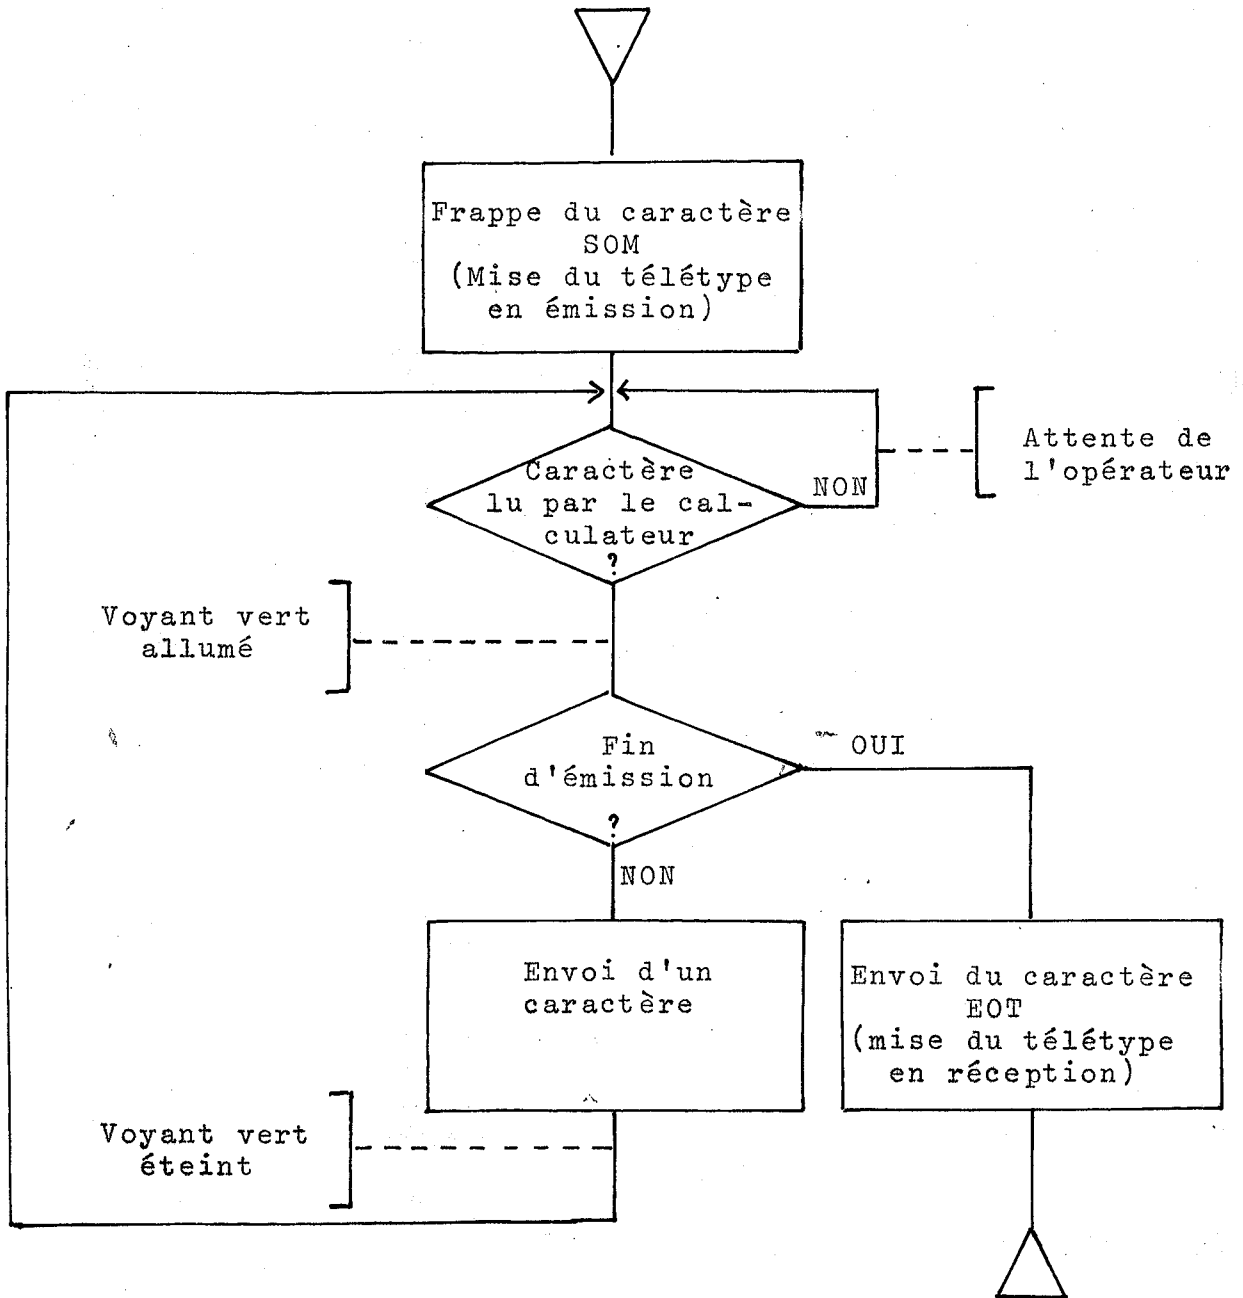 Frappe du caractère
SOM
(Mise du télétype
en émission)
Attente de
l'opérateur
Caractère
lu par le cal-
culateur
?
NON
Voyant vert
allumé
Fin
d'émission
?
OUI
NON
Envoi d'un
caractère
Envoi du caractère
EOT
(mise du télétype
en réception)
Voyant vert
éteint